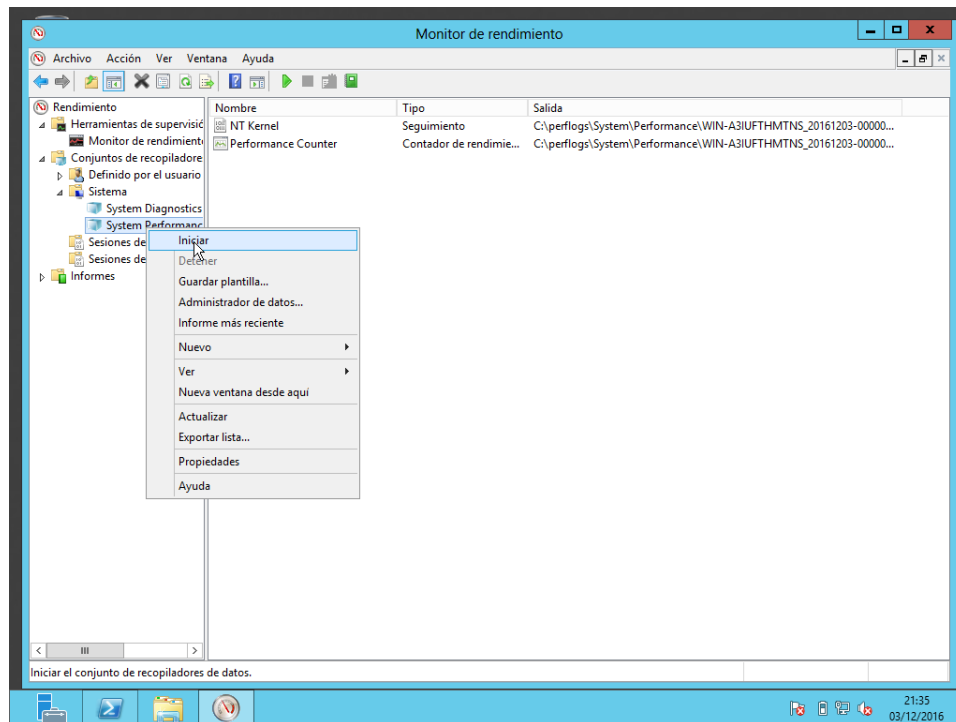 Monitor de rendimiento
Archivo Acción Ver Ventana Ayuda
Rendimiento
Herramientas de supervisió
Monitor de rendimient
Conjuntos de recopiladore
Definido por el usuario
Sistema
System Diagnostics
System Performanc
Sesiones de
Sesiones de
Informes
Nombre Tipo Salida
NT Kernel Seguimiento C:\perflogs\System\Performance\WIN-A3IUFTHMTNS_20161203-00000...
Performance Counter Contador de rendimie... C:\perflogs\System\Performance\WIN-A3IUFTHMTNS_20161203-00000...
Iniciar
Detener
Guardar plantilla...
Administrador de datos...
Informe más reciente
Nuevo
Ver
Nueva ventana desde aquí
Actualizar
Exportar lista...
Propiedades
Ayuda
Iniciar el conjunto de recopiladores de datos.
21:35
03/12/2016